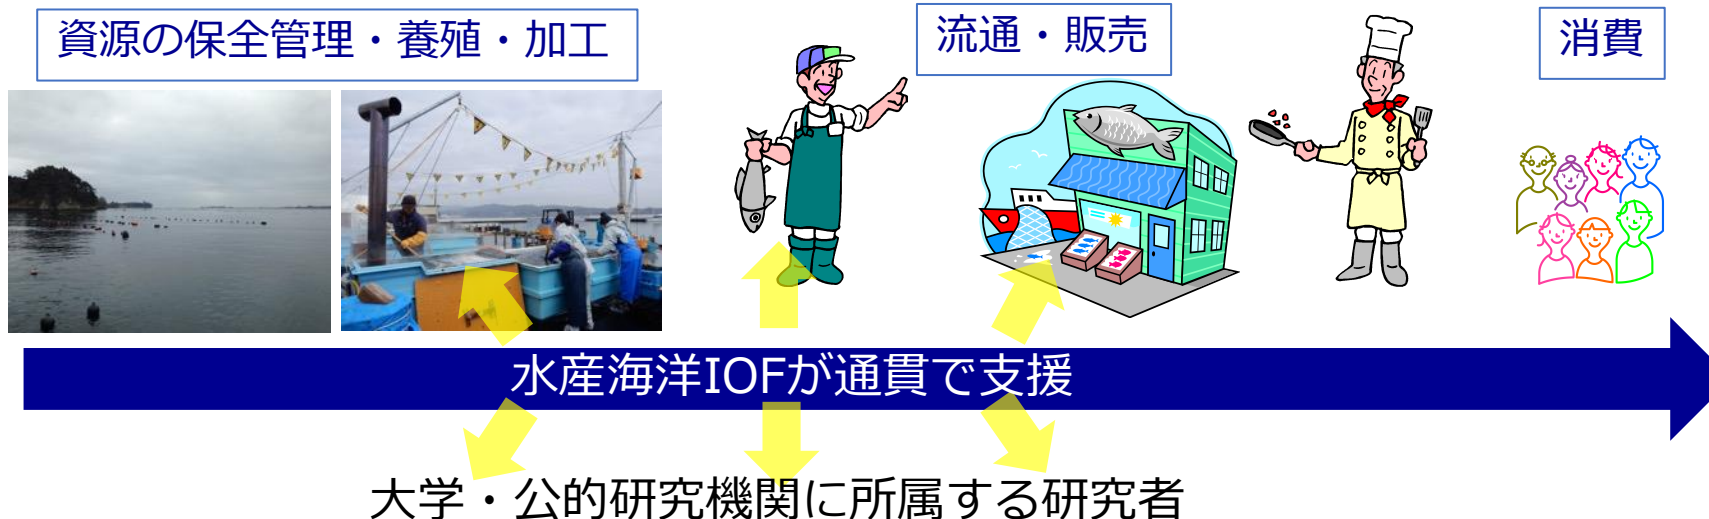 資源の保全管理・養殖・加工
流通・販売
消費
水産海洋IOFが通貫で支援
大学・公的研究機関に所属する研究者